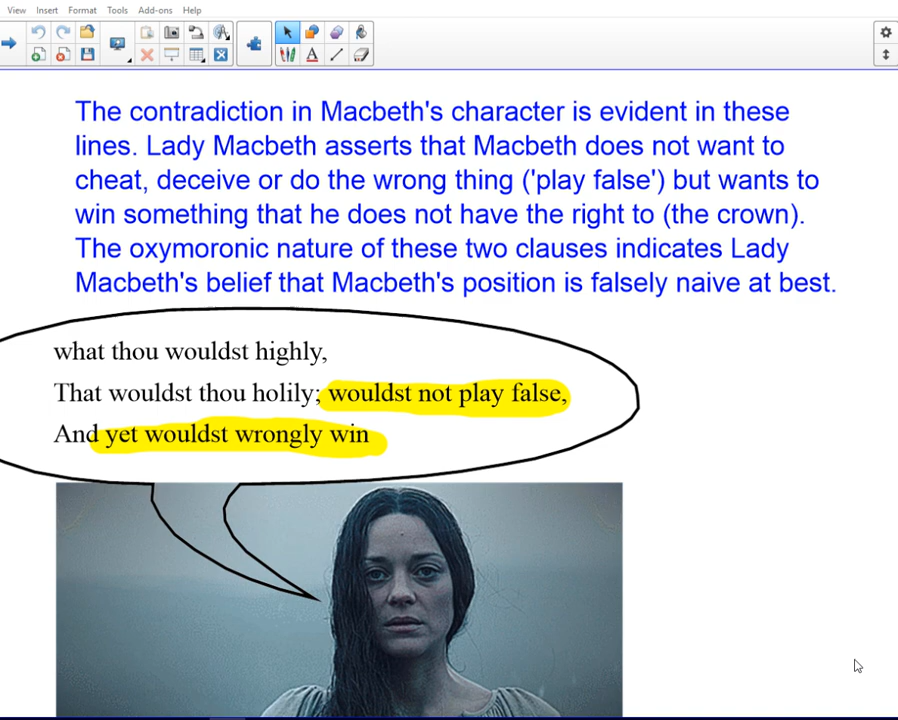 View Insert Format Tools Add-ons Help
The contradiction in Macbeth's character is evident in these
lines. Lady Macbeth asserts that Macbeth does not want to
cheat, deceive or do the wrong thing ('play false') but wants to
win something that he does not have the right to (the crown).
The oxymoronic nature of these two clauses indicates Lady
Macbeth's belief that Macbeth's position is falsely naive at best.
what thou wouldst highly,
That wouldst thou holily; wouldst not play false,
And yet wouldst wrongly win